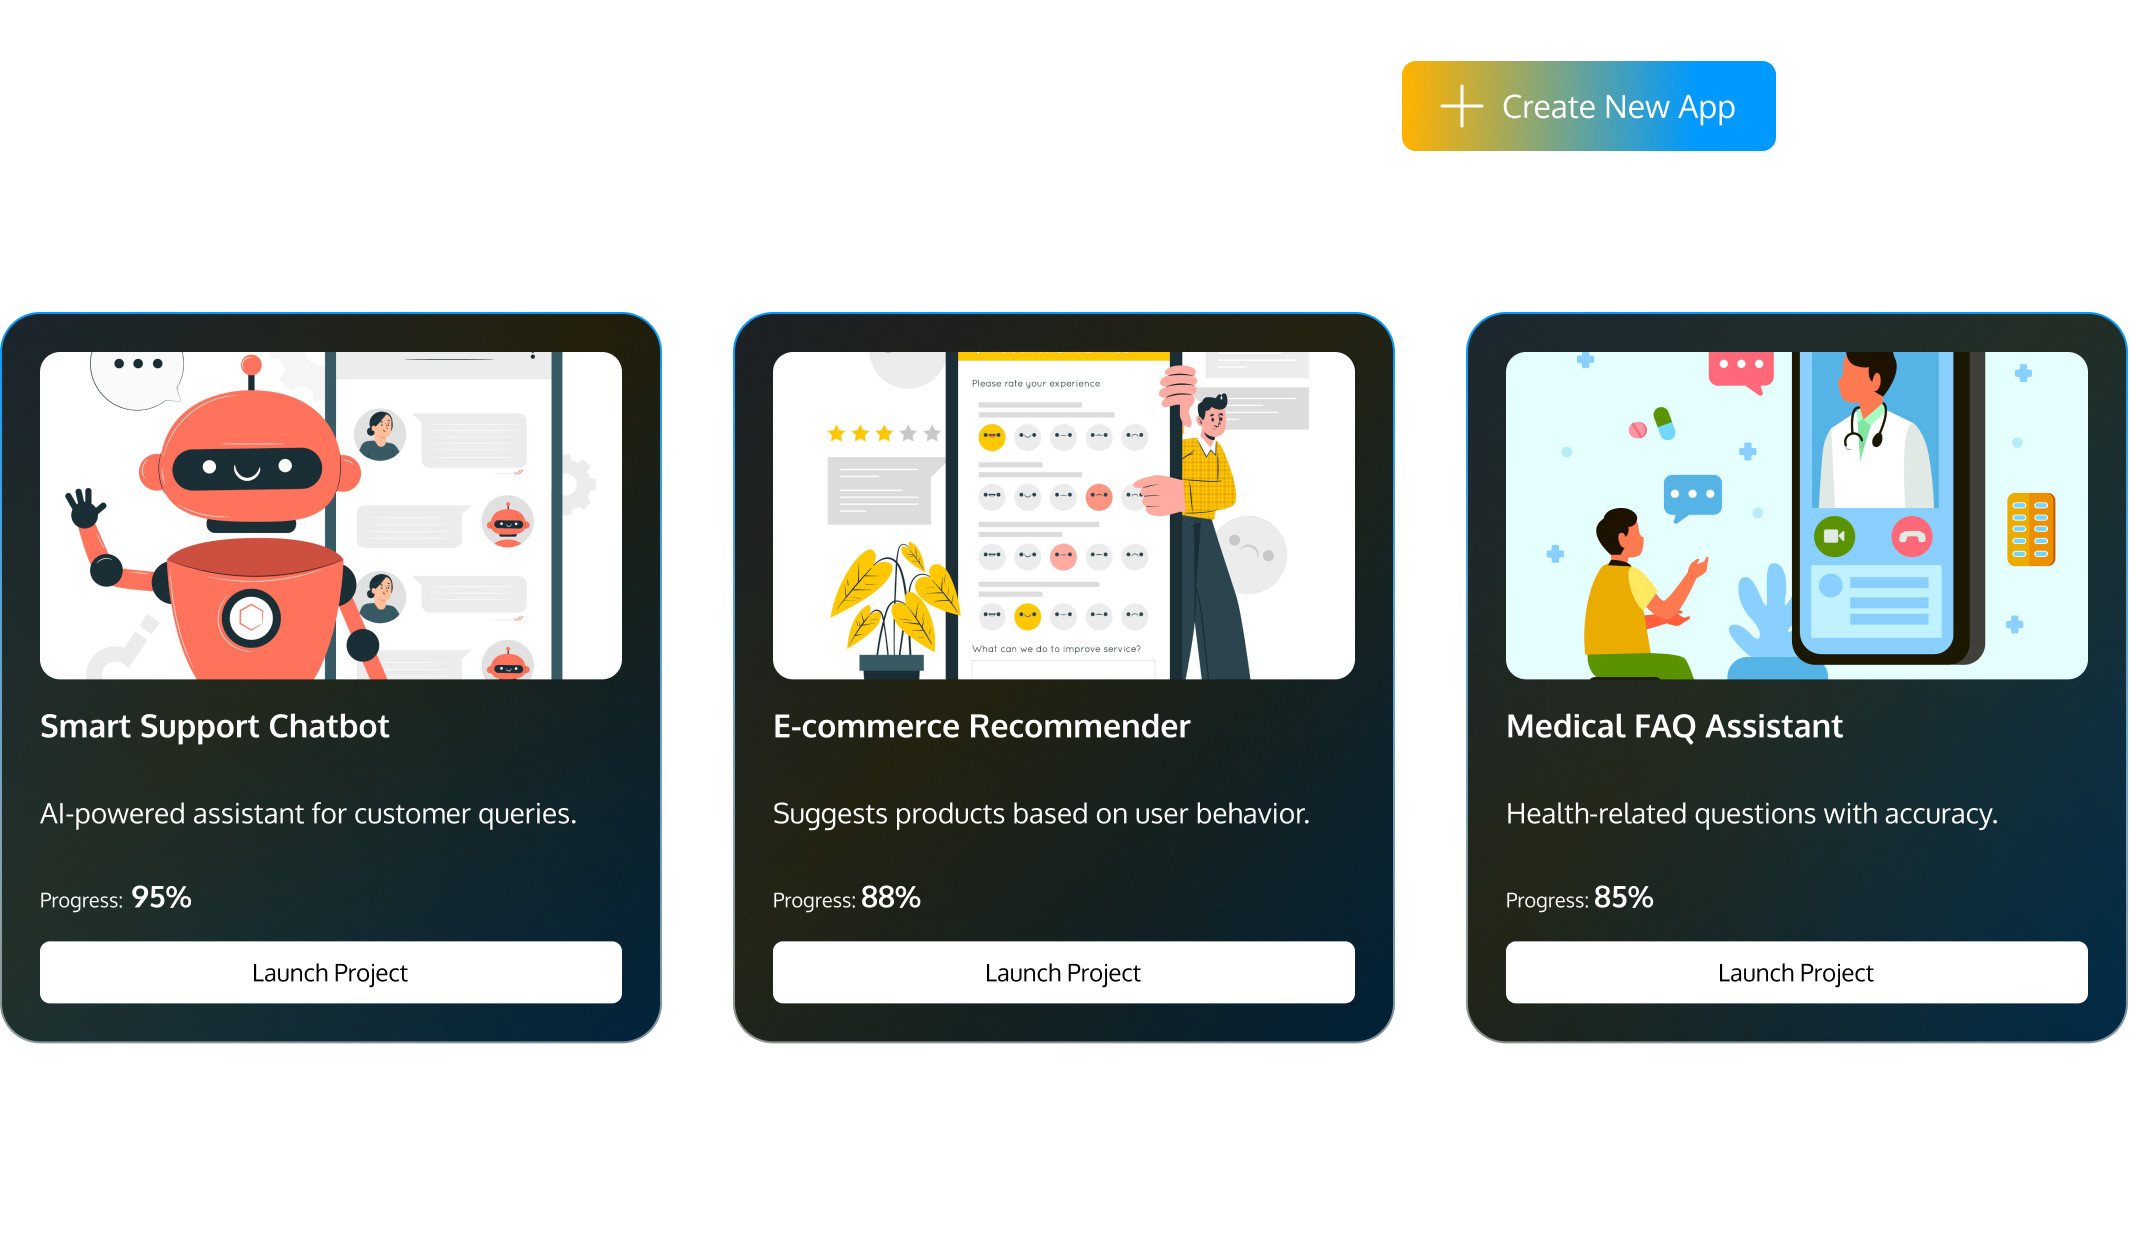 Create New App
Please rate your experience
What can we do to improve service?
Smart Support Chatbot
AI-powered assistant for customer queries.
Progress: 95%
Launch Project
E-commerce Recommender
Suggests products based on user behavior.
Progress: 88%
Launch Project
Medical FAQ Assistant
Health-related questions with accuracy.
Progress: 85%
Launch Project